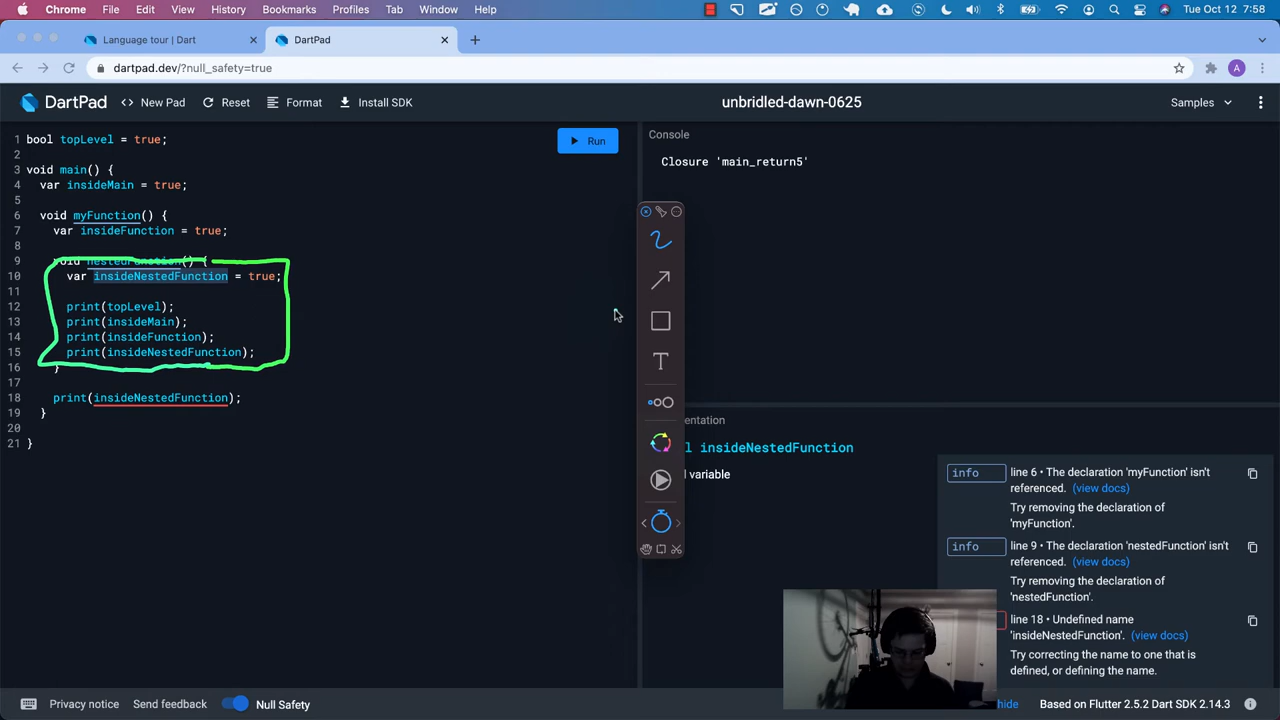 Chrome File Edit View History Bookmarks Profiles Tab Window Help Tue Oct 12 7:58
Language tour | Dart DartPad
dartpad.dev/?null_safety=true A
DartPad <> New Pad Reset Format Install SDK unbridled-dawn-0625 Samples
Run
1 bool topLevel = true;
2
3 void main() {
4 var insideMain = true;
5
6 void myFunction() {
7 var insideFunction = true;
8
9 void nestedFunction() {
10 var insideNestedFunction = true;
11
12 print(topLevel);
13 print(insideMain);
14 print(insideFunction);
15 print(insideNestedFunction);
16 }
17
18 print(insideNestedFunction);
19 }
20
21 }
Console
Closure 'main_return5'
T
entation
l insideNestedFunction
variable
info line 6 • The declaration 'myFunction' isn't
referenced. (view docs)
Try removing the declaration of
'myFunction'.
info line 9 • The declaration 'nestedFunction' isn't
referenced. (view docs)
Try removing the declaration of
'nestedFunction'.
line 18 • Undefined name
'insideNestedFunction'. (view docs)
Try correcting the name to one that is
defined, or defining the name.
Privacy notice Send feedback Null Safety hide Based on Flutter 2.5.2 Dart SDK 2.14.3